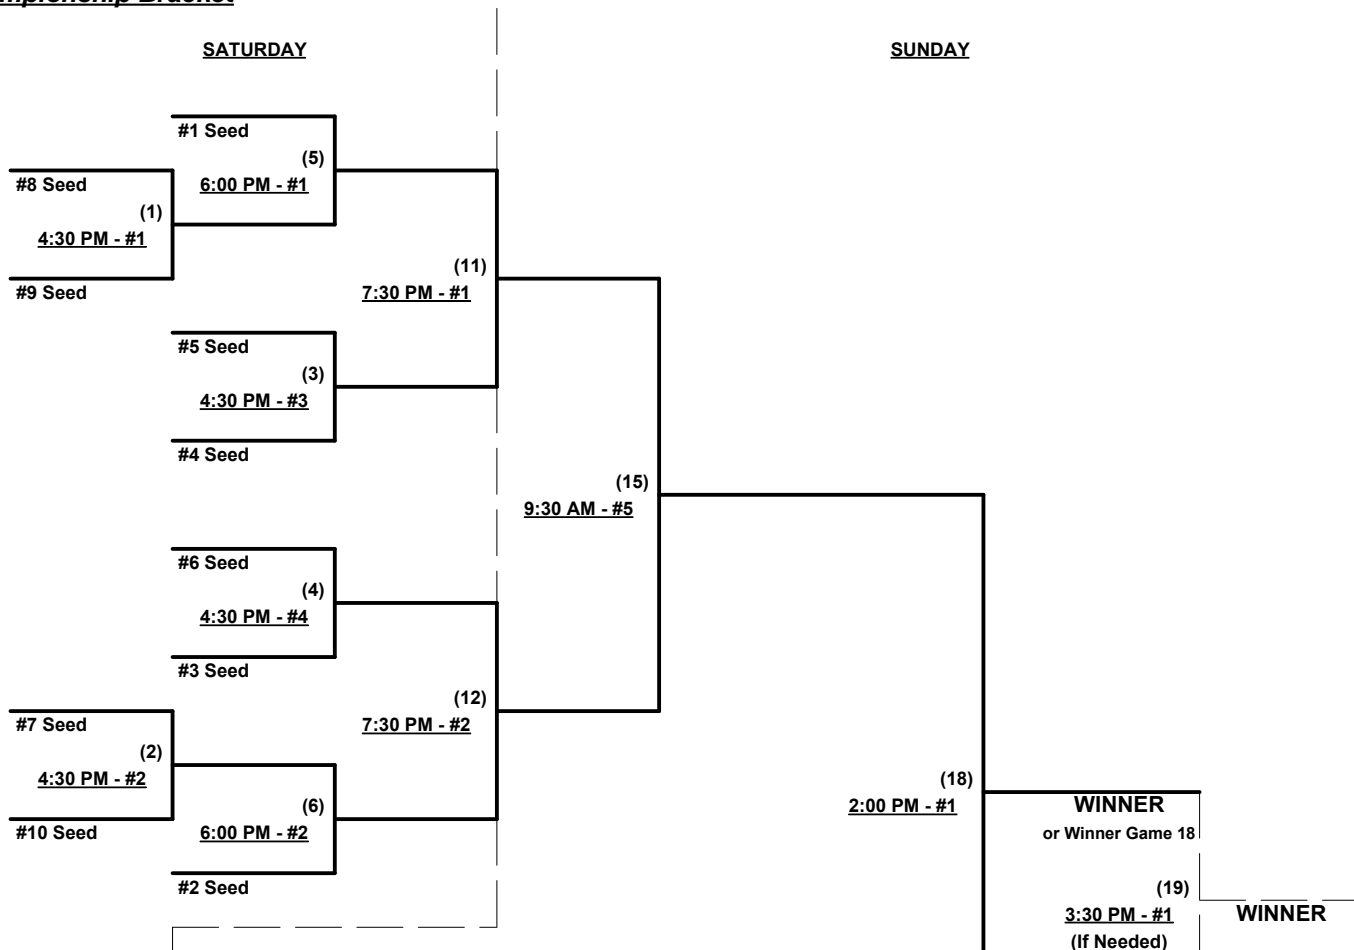 Bracket
SATURDAY
SUNDAY
#1 Seed
(5)
6:00 PM - #1
#8 Seed
(1)
4:30 PM - #1
#9 Seed
(11)
7:30 PM - #1
#5 Seed
(3)
4:30 PM - #3
#4 Seed
(15)
9:30 AM - #5
#6 Seed
(4)
4:30 PM - #4
#3 Seed
(12)
7:30 PM - #2
#7 Seed
(2)
4:30 PM - #2
#10 Seed
(6)
6:00 PM - #2
#2 Seed
(18)
2:00 PM - #1
WINNER
or Winner Game 18
(19)
3:30 PM - #1
(If Needed)
WINNER